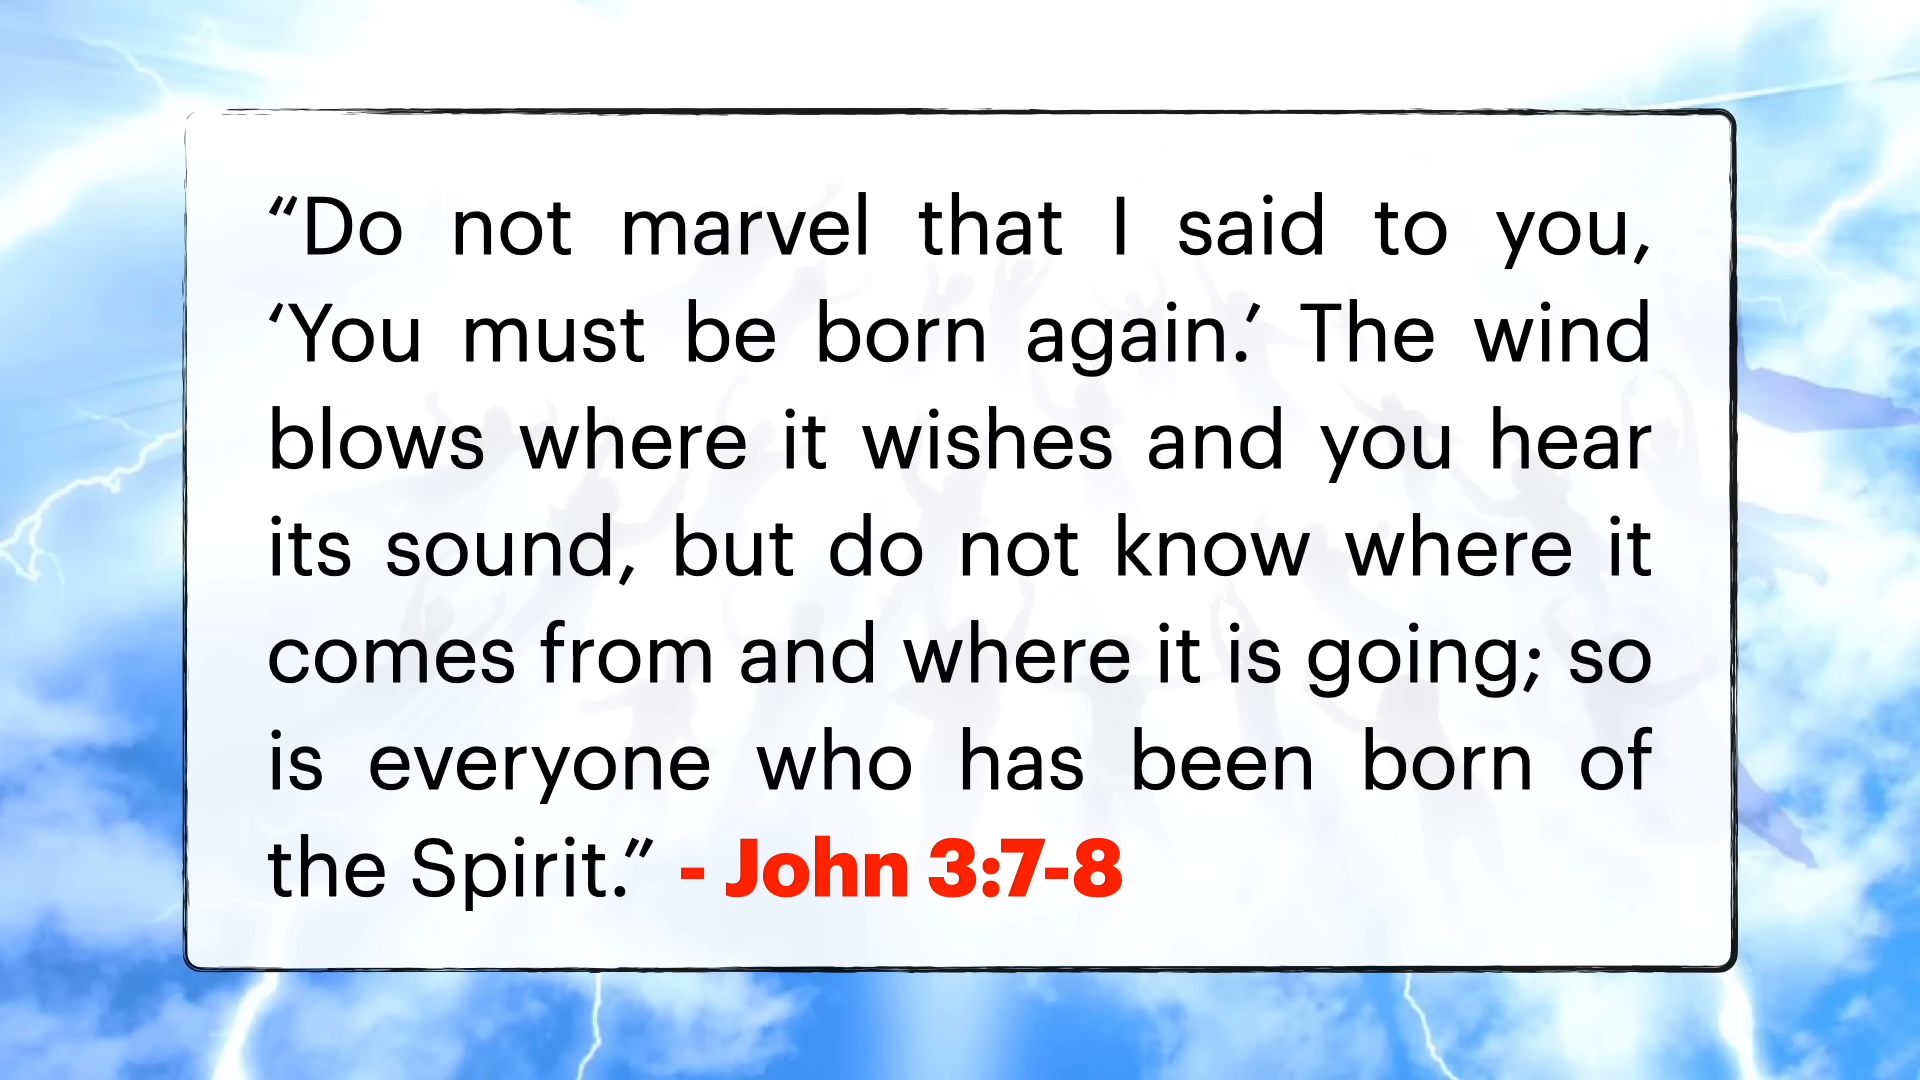 “Do not marvel that I said to you,
‘You must be born again.’ The wind
blows where it wishes and you hear
its sound, but do not know where it
comes from and where it is going; so
is everyone who has been born of
the Spirit.” - John 3:7-8